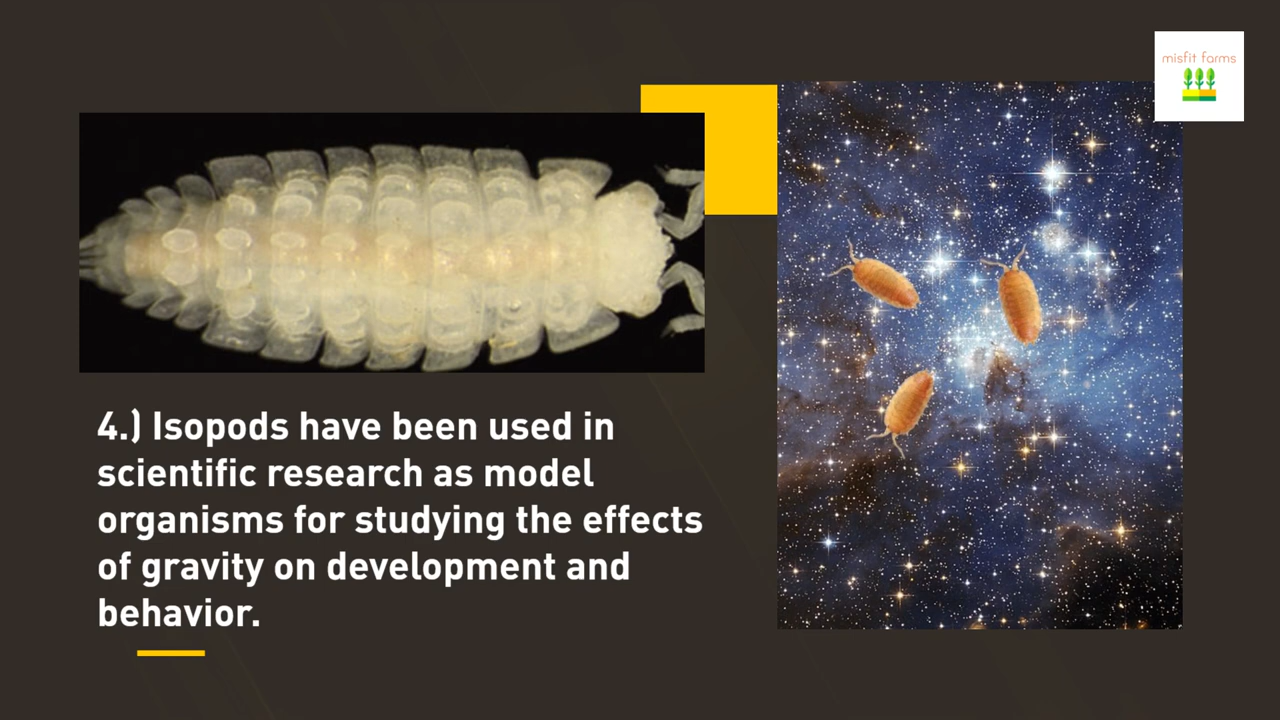 misfit farms
4.) Isopods have been used in
scientific research as model
organisms for studying the effects
of gravity on development and
behavior.